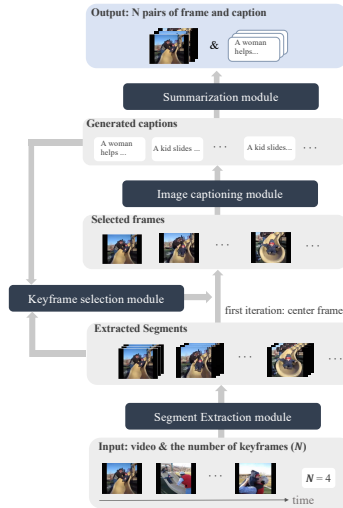 Output: N pairs of frame and caption
&
A woman
helps...
Summarization module
Generated captions
A woman
helps ...
A kid slides ...
· · ·
A kid slides...
· · ·
Image captioning module
Selected frames
· · ·
· · ·
Keyframe selection module
first iteration: center frame
Extracted Segments
· · ·
· · ·
Segment Extraction module
Input: video & the number of keyframes (N)
· · ·
N = 4
time